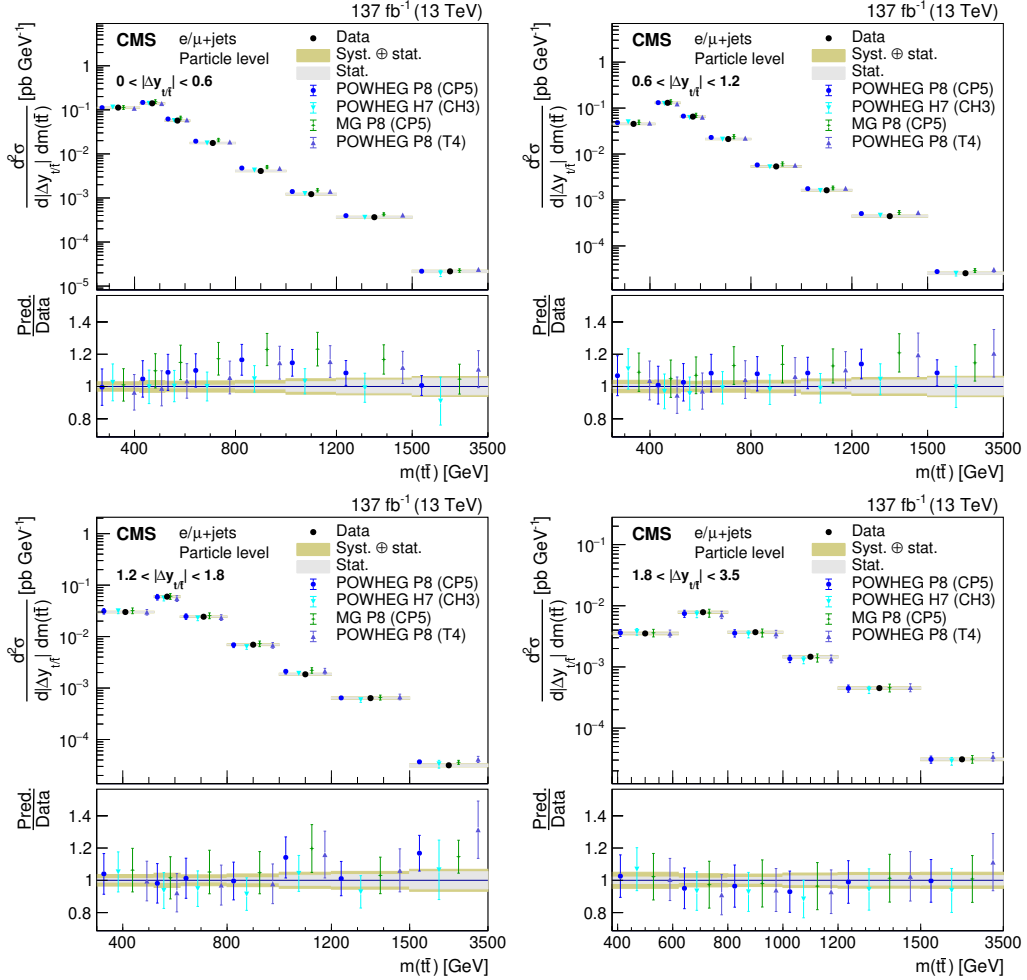 137 fb⁻¹ (13 TeV)
CMS e/μ+jets
Particle level
0 < |Δy_{t/t̄}| < 0.6
Data
Syst. ⊕ stat.
Stat.
POWHEG P8 (CP5)
POWHEG H7 (CH3)
MG P8 (CP5)
POWHEG P8 (T4)
d²σ / d|Δy_{t/t̄}| dm(tt̄) [pb GeV⁻¹]
1
10⁻¹
10⁻²
10⁻³
10⁻⁴
10⁻⁵
Pred. / Data
1.4
1.2
1
0.8
400 800 1200 1500 3500
m(tt̄) [GeV]
137 fb⁻¹ (13 TeV)
CMS e/μ+jets
Particle level
0.6 < |Δy_{t/t̄}| < 1.2
Data
Syst. ⊕ stat.
Stat.
POWHEG P8 (CP5)
POWHEG H7 (CH3)
MG P8 (CP5)
POWHEG P8 (T4)
d²σ / d|Δy_{t/t̄}| dm(tt̄) [pb GeV⁻¹]
1
10⁻¹
10⁻²
10⁻³
10⁻⁴
Pred. / Data
1.4
1.2
1
0.8
400 800 1200 1500 3500
m(tt̄) [GeV]
137 fb⁻¹ (13 TeV)
CMS e/μ+jets
Particle level
1.2 < |Δy_{t/t̄}| < 1.8
Data
Syst. ⊕ stat.
Stat.
POWHEG P8 (CP5)
POWHEG H7 (CH3)
MG P8 (CP5)
POWHEG P8 (T4)
d²σ / d|Δy_{t/t̄}| dm(tt̄) [pb GeV⁻¹]
1
10⁻¹
10⁻²
10⁻³
10⁻⁴
Pred. / Data
1.4
1.2
1
0.8
400 800 1200 1500 3500
m(tt̄) [GeV]
137 fb⁻¹ (13 TeV)
CMS e/μ+jets
Particle level
1.8 < |Δy_{t/t̄}| < 3.5
Data
Syst. ⊕ stat.
Stat.
POWHEG P8 (CP5)
POWHEG H7 (CH3)
MG P8 (CP5)
POWHEG P8 (T4)
d²σ / d|Δy_{t/t̄}| dm(tt̄) [pb GeV⁻¹]
10⁻¹
10⁻²
10⁻³
10⁻⁴
Pred. / Data
1.4
1.2
1
0.8
400 600 800 1000 1200 1500 3500
m(tt̄) [GeV]